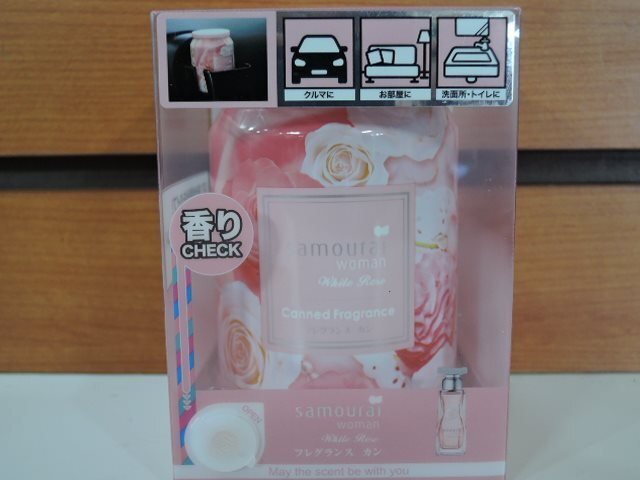 クルマに
お部屋に
洗面所・トイレに
香り
CHECK
samourai
woman
White Rose
Canned Fragrance
フレグランス カン
OPEN
samourai
woman
White Rose
フレグランス カン
May the scent be with you